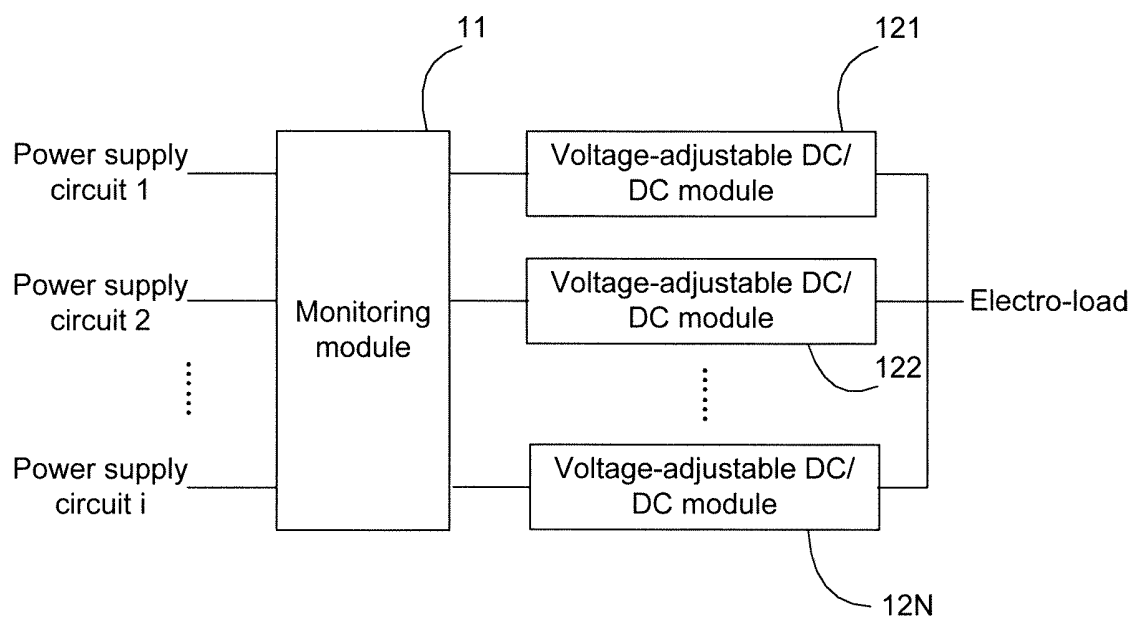 11
121
Power supply
circuit 1
Voltage-adjustable DC/
DC module
Power supply
circuit 2
Monitoring
module
Voltage-adjustable DC/
DC module
Electro-load
122
Power supply
circuit i
Voltage-adjustable DC/
DC module
12N